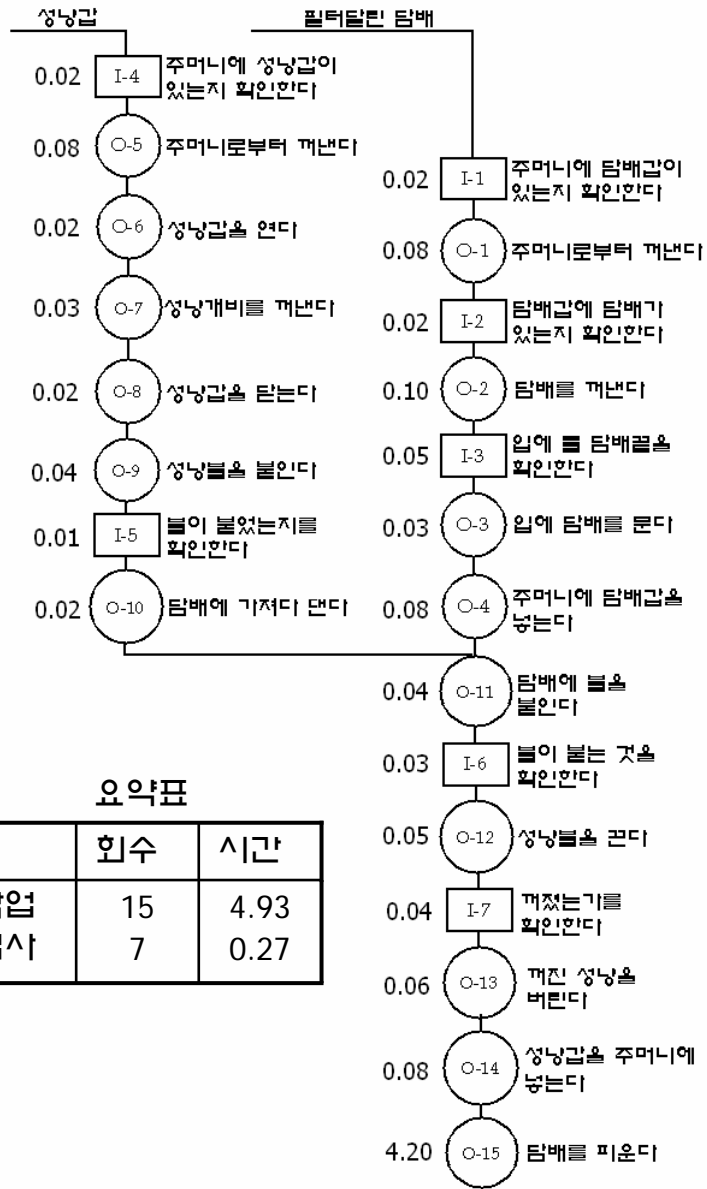 성냥갑
0.02 I-4 주머니에 성냥갑이
있는지 확인한다
0.08 O-5 주머니로부터 꺼낸다
0.02 O-6 성냥갑을 연다
0.03 O-7 성냥개비를 꺼낸다
0.02 O-8 성냥갑을 닫는다
0.04 O-9 성냥불을 붙인다
0.01 I-5 불이 붙었는지를
확인한다
0.02 O-10 담배에 가져다 댄다
필터달린 담배
0.02 I-1 주머니에 담배갑이
있는지 확인한다
0.08 O-1 주머니로부터 꺼낸다
0.02 I-2 담배갑에 담배가
있는지 확인한다
0.10 O-2 담배를 꺼낸다
0.05 I-3 입에 물 담배끝을
확인한다
0.03 O-3 입에 담배를 문다
0.08 O-4 주머니에 담배갑을
넣는다
0.04 O-11 담배에 불을
붙인다
0.03 I-6 불이 붙는 것을
확인한다
0.05 O-12 성냥불을 끈다
0.04 I-7 꺼졌는가를
확인한다
0.06 O-13 꺼진 성냥을
버린다
0.08 O-14 성냥갑을 주머니에
넣는다
4.20 O-15 담배를 피운다
요약표
회수 시간
업 15 4.93
사 7 0.27